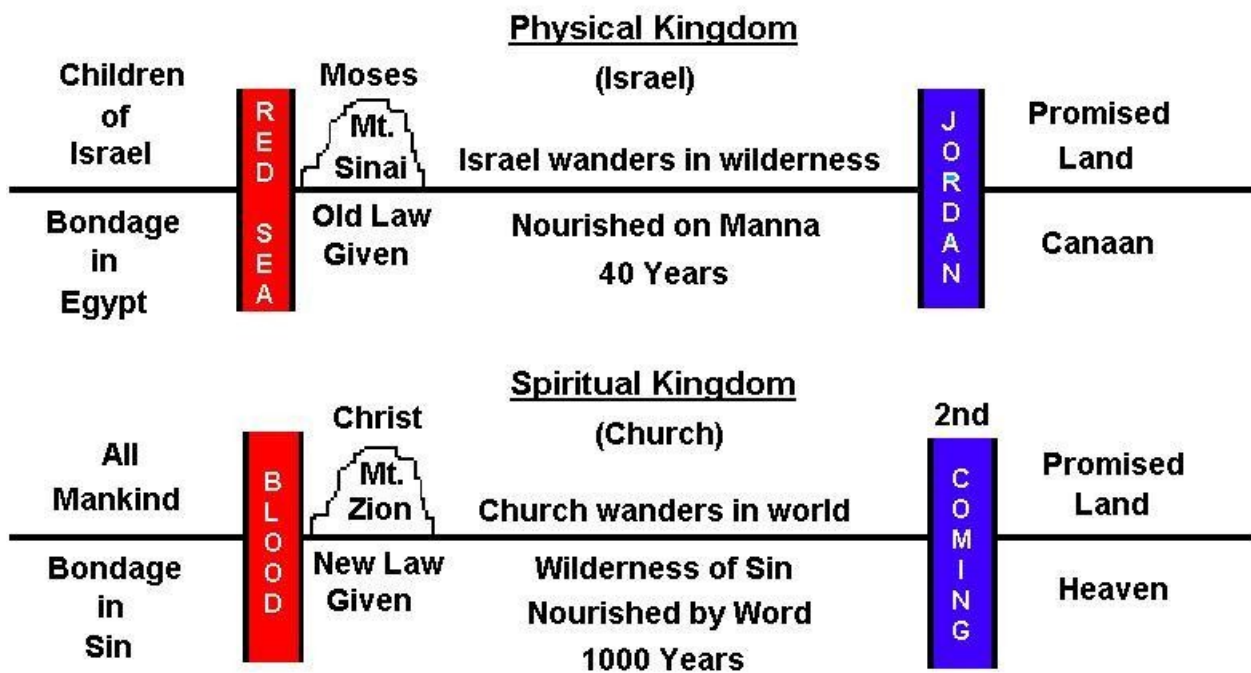 Physical Kingdom
(Israel)
Children
of
Israel
Bondage
in
Egypt
RED SEA
Moses
Mt.
Sinai
Old Law
Given
Israel wanders in wilderness
Nourished on Manna
40 Years
JORDAN
Promised
Land
Canaan
Spiritual Kingdom
(Church)
All
Mankind
Bondage
in
Sin
BLOOD
Christ
Mt.
Zion
New Law
Given
Church wanders in world
Wilderness of Sin
Nourished by Word
1000 Years
2nd
COMING
Promised
Land
Heaven